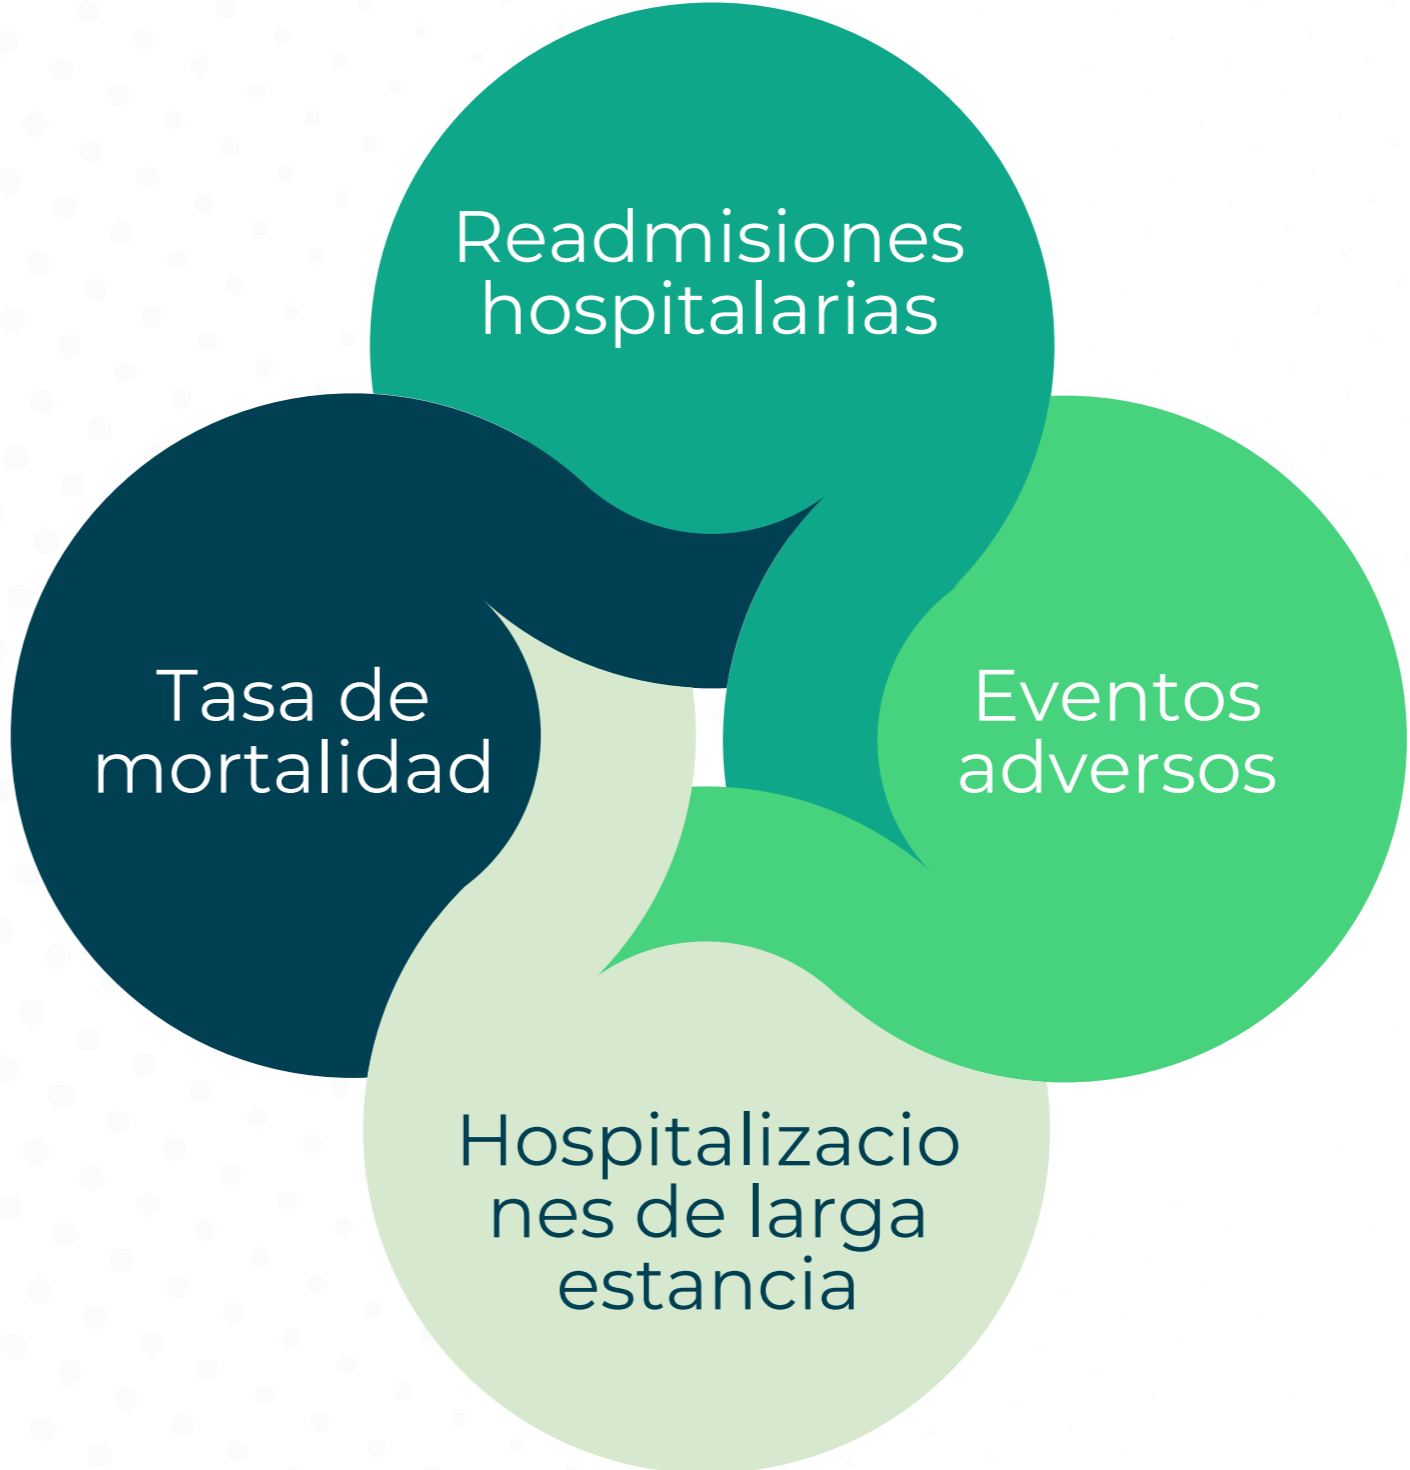 Readmisiones
hospitalarias
Tasa de
mortalidad
Eventos
adversos
Hospitalizacio
nes de larga
estancia